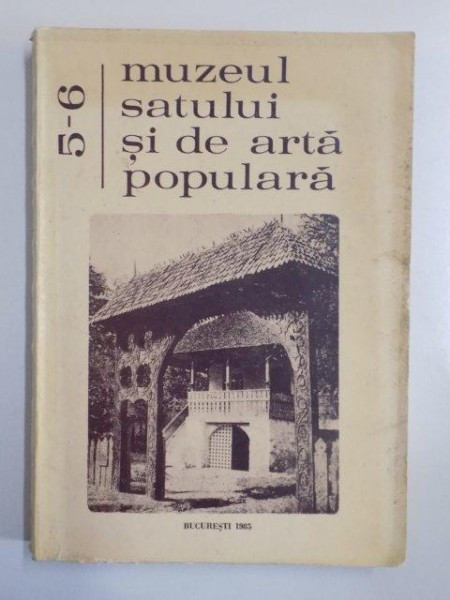 5-6
muzeul
satului
și de artă
populară
BUCUREȘTI 1985